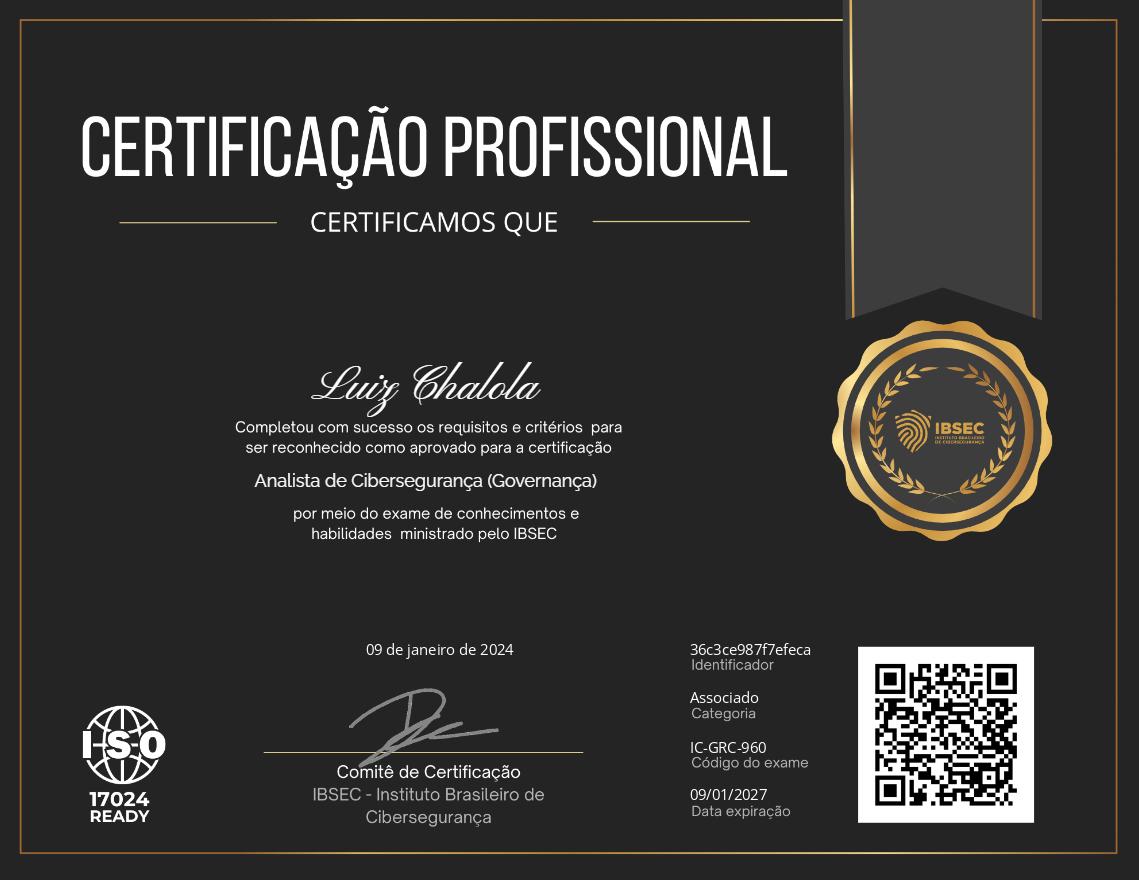 CERTIFICAÇÃO PROFISSIONAL
CERTIFICAMOS QUE
Luiz Chalola
Completou com sucesso os requisitos e critérios para
ser reconhecido como aprovado para a certificação
Analista de Cibersegurança (Governança)
por meio do exame de conhecimentos e
habilidades ministrado pelo IBSEC
IBSEC
INSTITUTO BRASILEIRO
DE CIBERSEGURANÇA
09 de janeiro de 2024
Comitê de Certificação
IBSEC - Instituto Brasileiro de
Cibersegurança
ISO
17024
READY
36c3ce987f7efeca
Identificador
Associado
Categoria
IC-GRC-960
Código do exame
09/01/2027
Data expiração